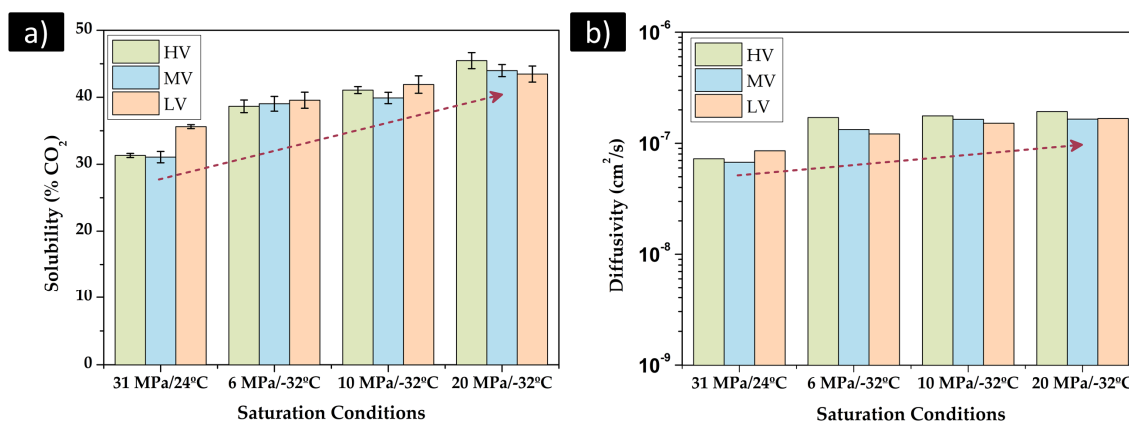 a)
HV
MV
LV
50
40
30
20
10
0
Solubility (% CO2)
31 MPa/24ºC 6 MPa/-32ºC 10 MPa/-32ºC 20 MPa/-32ºC
Saturation Conditions
b)
HV
MV
LV
10^-6
10^-7
10^-8
10^-9
Diffusivity (cm^2/s)
31 MPa/24ºC 6 MPa/-32ºC 10 MPa/-32ºC 20 MPa/-32ºC
Saturation Conditions